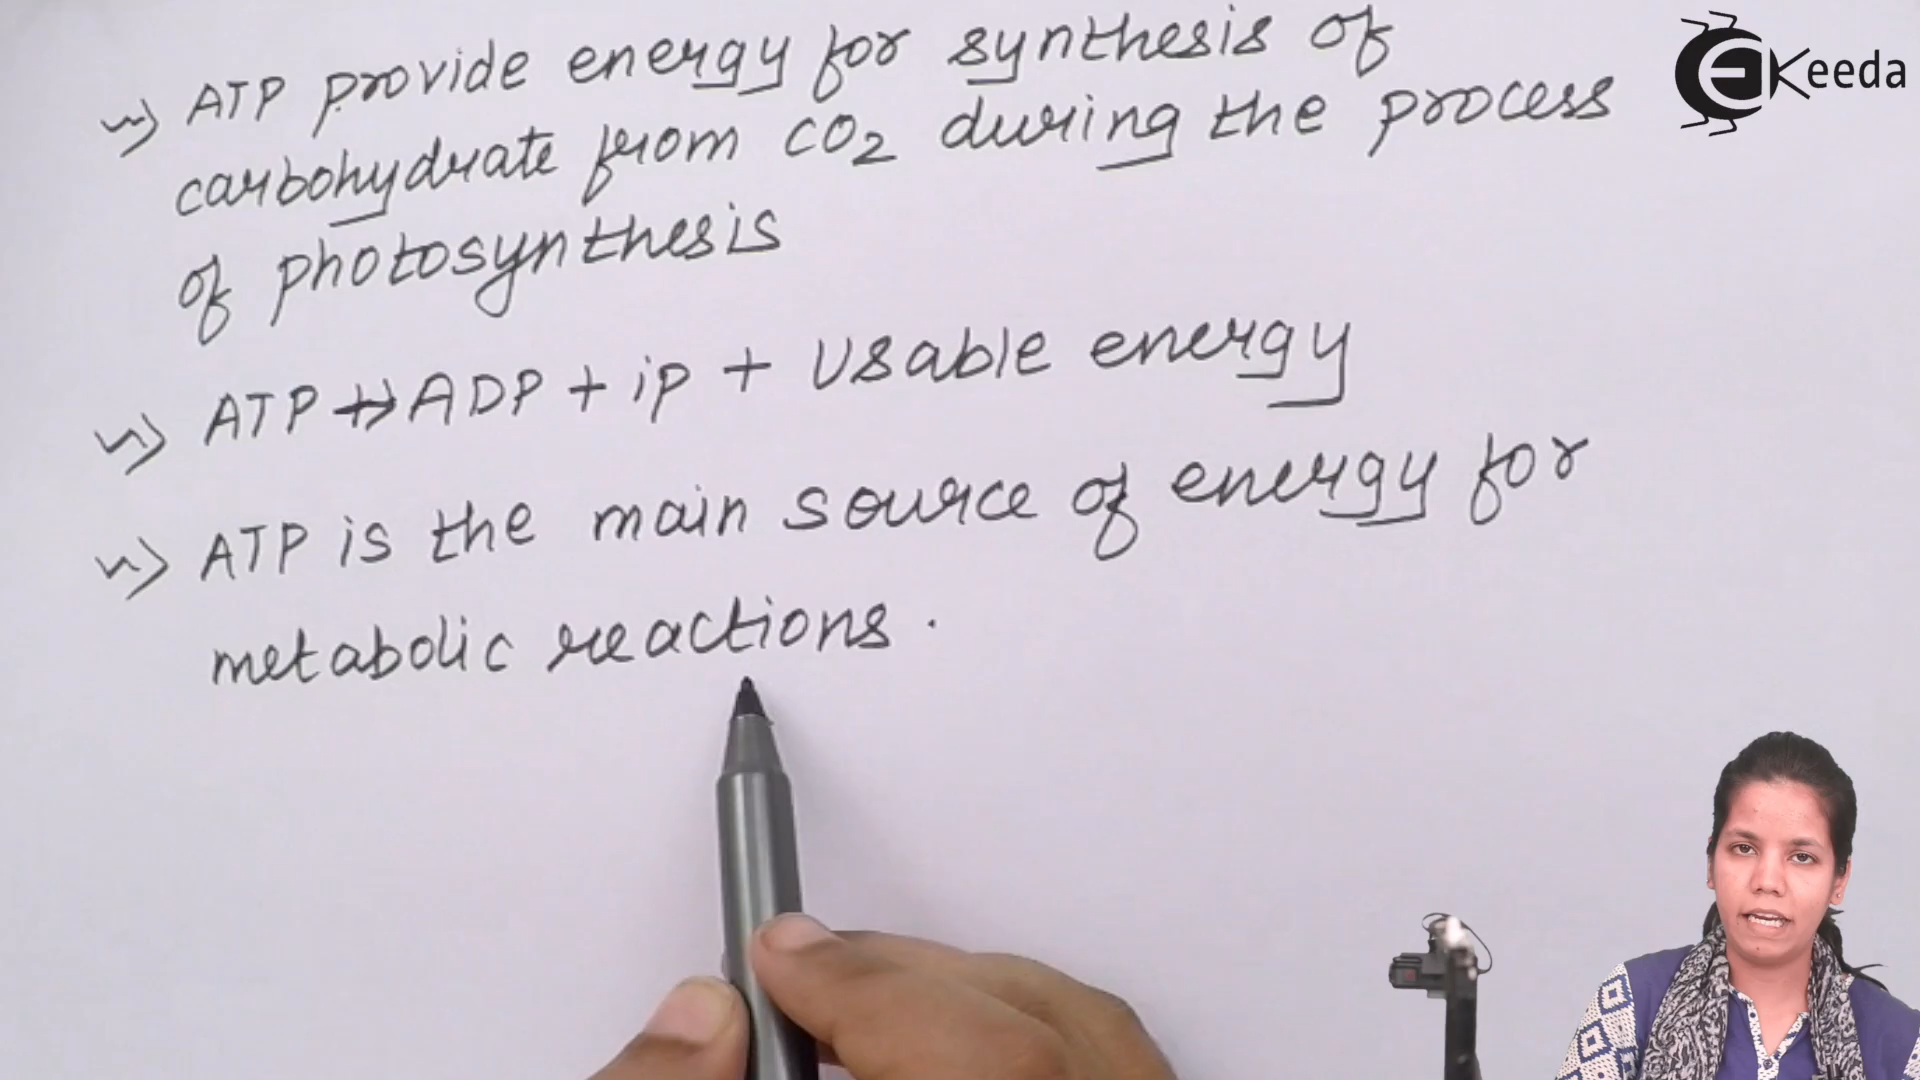 EKeeda
ATP provide energy for synthesis of
carbohydrate from CO2 during the process
of photosynthesis
ATP → ADP + ip + Usable energy
ATP is the main source of energy for
metabolic reactions.